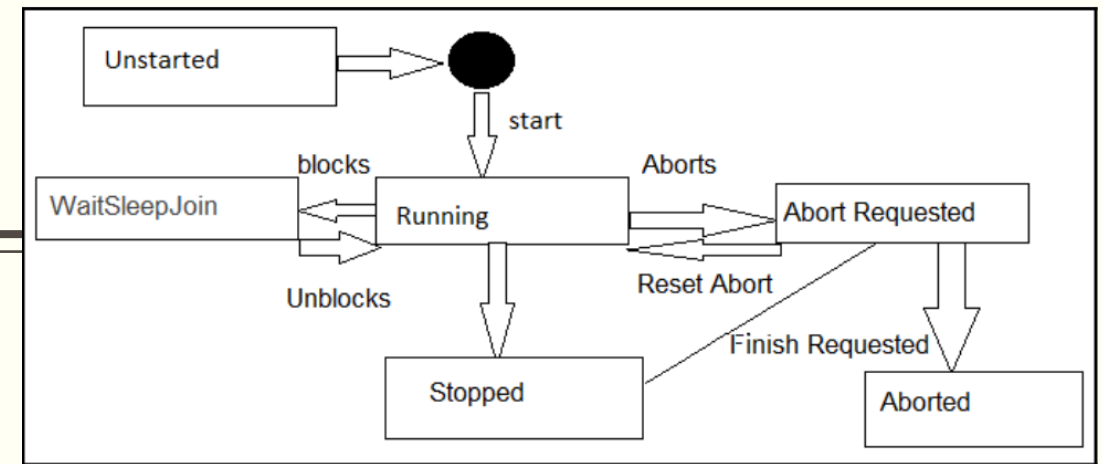 Unstarted
start
blocks
Aborts
WaitSleepJoin
Running
Abort Requested
Unblocks
Reset Abort
Finish Requested
Stopped
Aborted